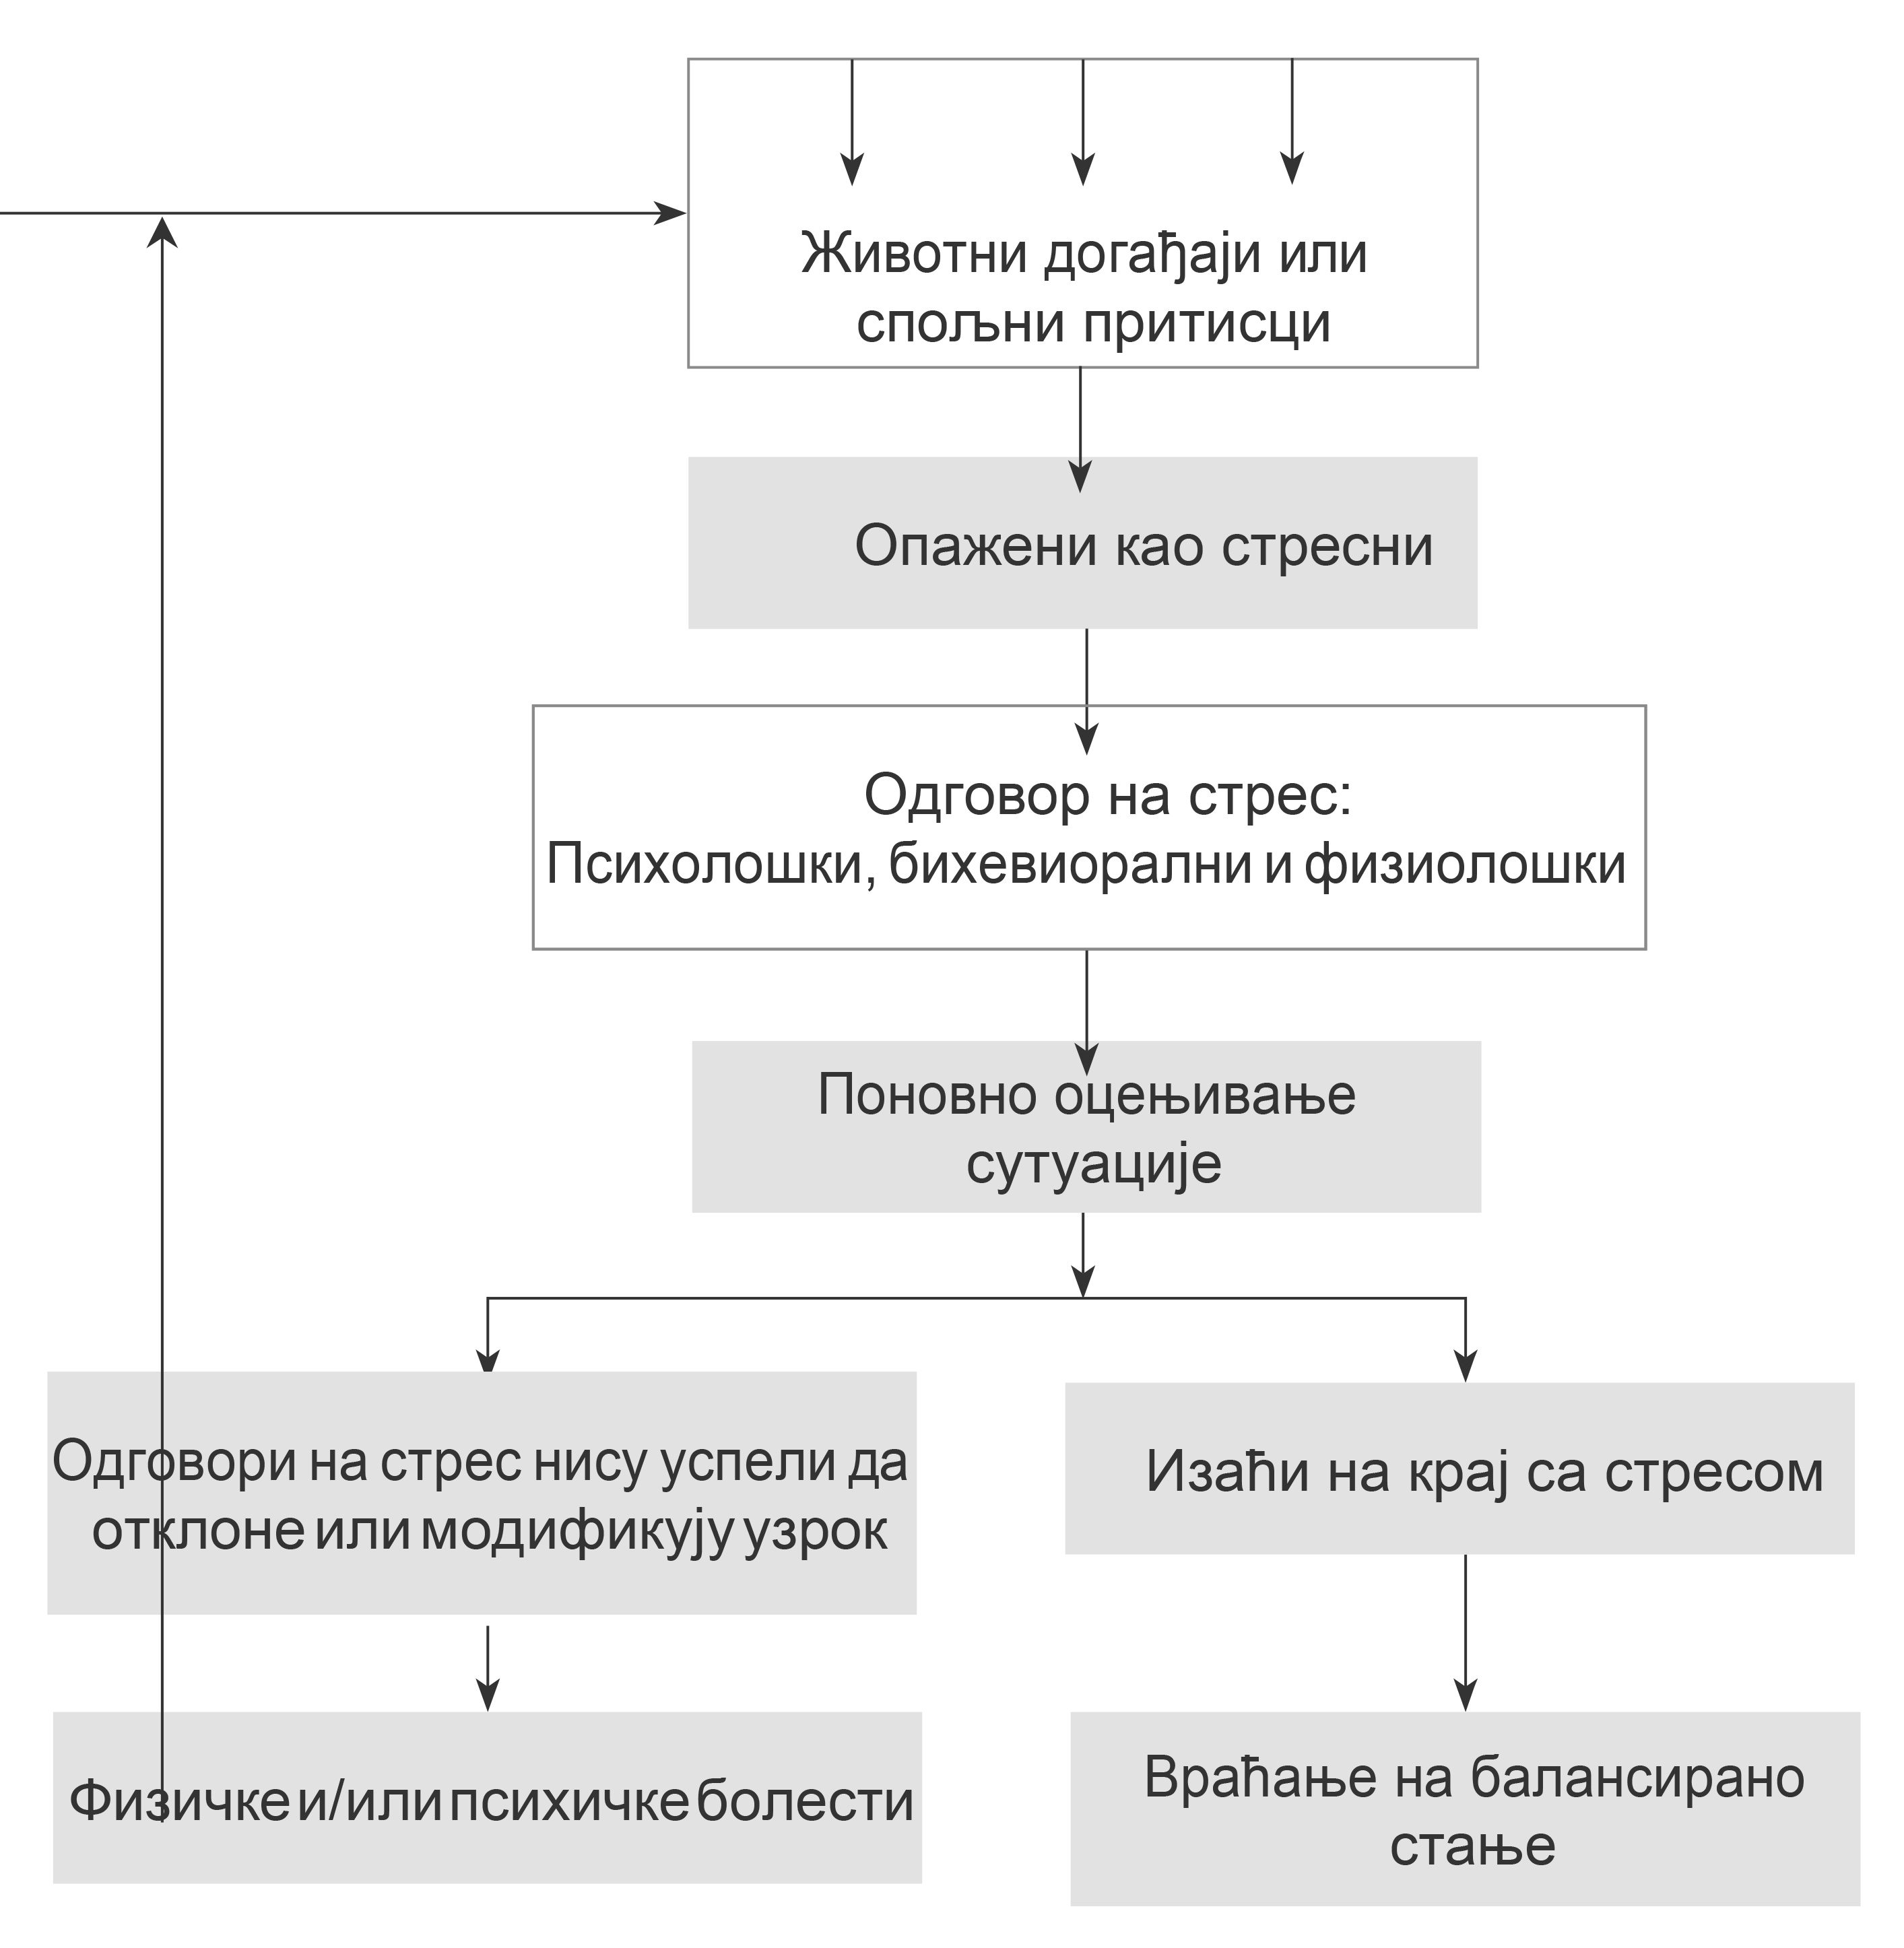 Животни догађаји или
спољни притисци
Опажени као стресни
Одговор на стрес:
Психолошки, бихевиорални и физиолошки
Поновно оцењивање
сутуације
Одговори на стрес нису успели да
отклоне или модификују узрок
Изаћи на крај са стресом
Физичке и/или психичке болести
Враћање на балансирано
стање